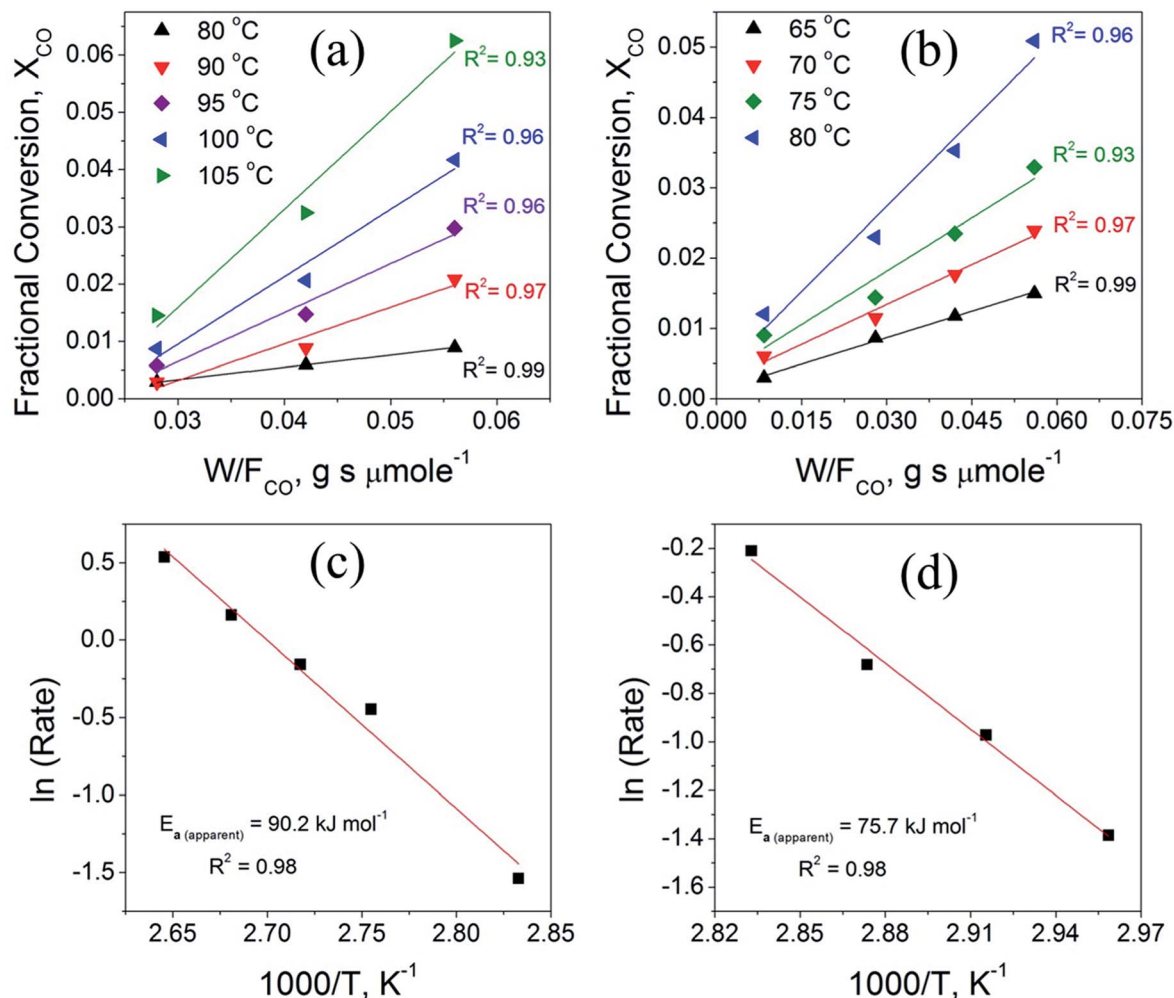 (a)
80 °C
90 °C
95 °C
100 °C
105 °C
R² = 0.93
R² = 0.96
R² = 0.96
R² = 0.97
R² = 0.99
0.06
0.05
0.04
0.03
0.02
0.01
0.00
0.03 0.04 0.05 0.06
Fractional Conversion, X_CO
W/F_CO, g s μmole⁻¹
(b)
65 °C
70 °C
75 °C
80 °C
R² = 0.96
R² = 0.93
R² = 0.97
R² = 0.99
0.05
0.04
0.03
0.02
0.01
0.00
0.000 0.015 0.030 0.045 0.060 0.075
Fractional Conversion, X_CO
W/F_CO, g s μmole⁻¹
(c)
0.5
0.0
-0.5
-1.0
-1.5
E_a (apparent) = 90.2 kJ mol⁻¹
R² = 0.98
2.65 2.70 2.75 2.80 2.85
ln (Rate)
1000/T, K⁻¹
(d)
-0.2
-0.4
-0.6
-0.8
-1.0
-1.2
-1.4
-1.6
E_a (apparent) = 75.7 kJ mol⁻¹
R² = 0.98
2.82 2.85 2.88 2.91 2.94 2.97
ln (Rate)
1000/T, K⁻¹